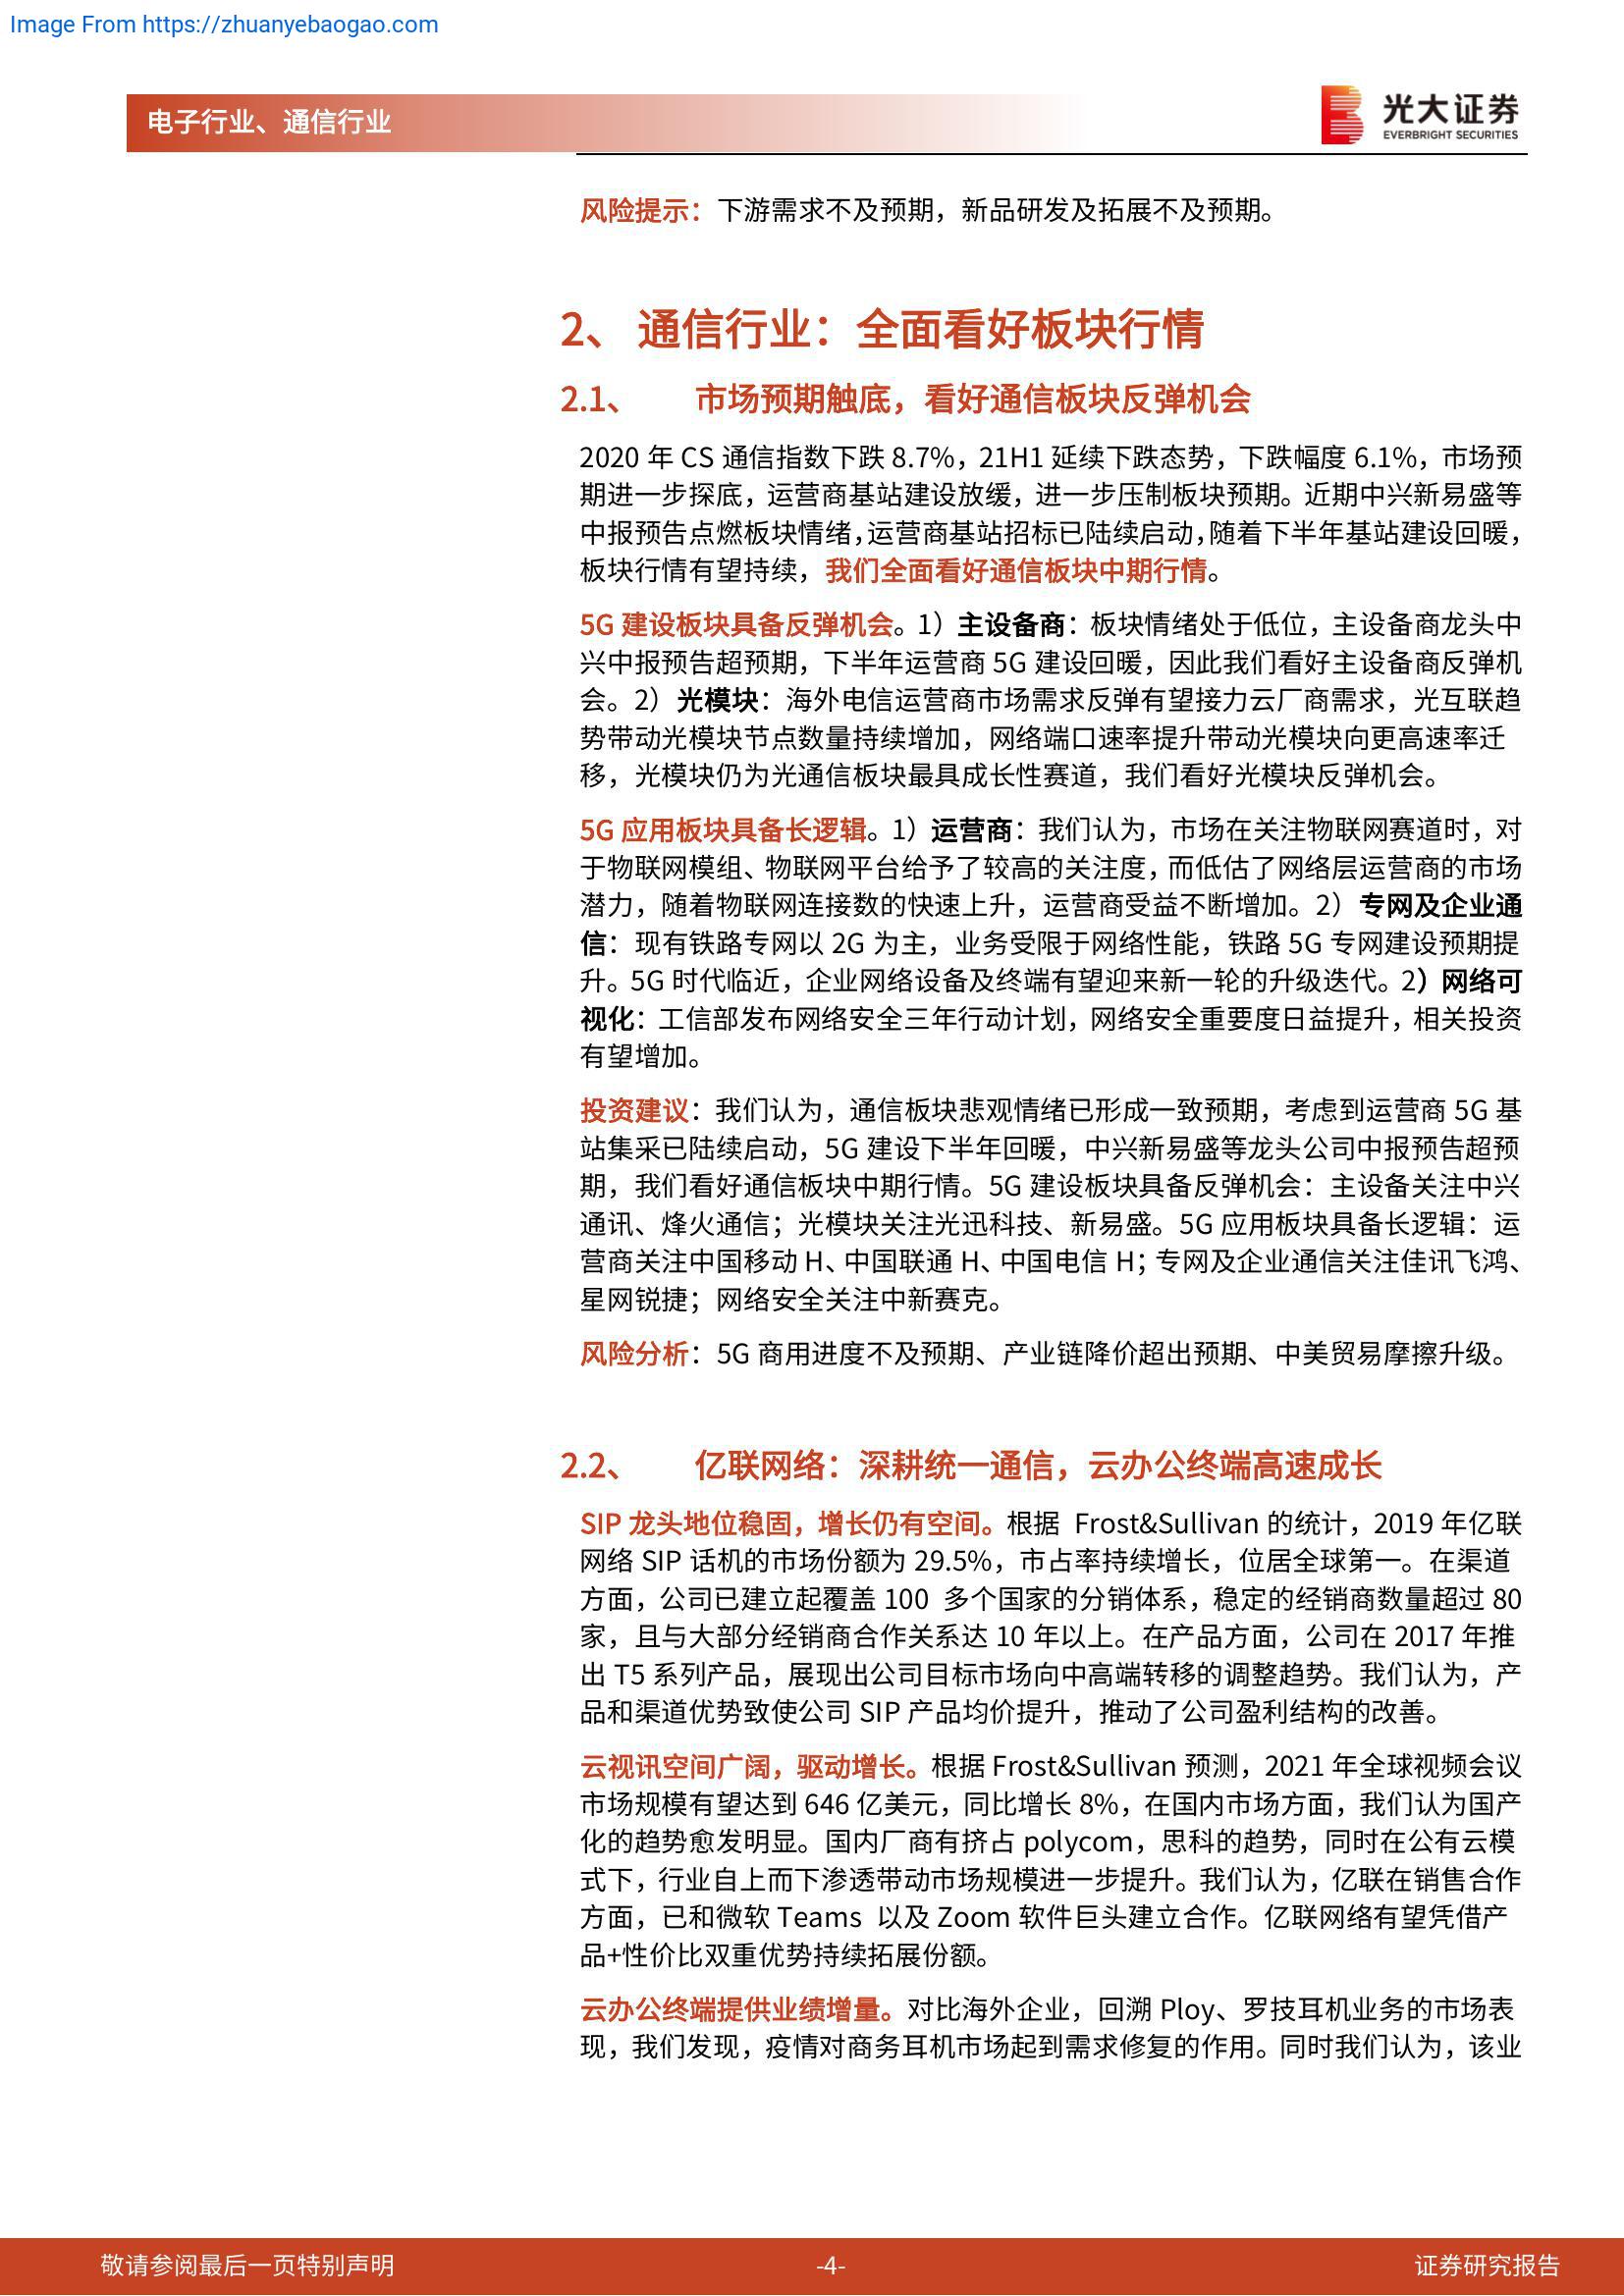 Image From https://zhuanyebaogao.com
电子行业、通信行业
光大证券
EVERBRIGHT SECURITIES
风险提示：下游需求不及预期，新品研发及拓展不及预期。
2、 通信行业：全面看好板块行情
2.1、 市场预期触底，看好通信板块反弹机会
2020 年 CS 通信指数下跌 8.7%，21H1 延续下跌态势，下跌幅度 6.1%，市场预
期进一步探底，运营商基站建设放缓，进一步压制板块预期。近期中兴新易盛等
中报预告点燃板块情绪，运营商基站招标已陆续启动，随着下半年基站建设回暖，
板块行情有望持续，我们全面看好通信板块中期行情。
5G 建设板块具备反弹机会。1）主设备商：板块情绪处于低位，主设备商龙头中
兴中报预告超预期，下半年运营商 5G 建设回暖，因此我们看好主设备商反弹机
会。2）光模块：海外电信运营商市场需求反弹有望接力云厂商需求，光互联趋
势带动光模块节点数量持续增加，网络端口速率提升带动光模块向更高速率迁
移，光模块仍为光通信板块最具成长性赛道，我们看好光模块反弹机会。
5G 应用板块具备长逻辑。1）运营商：我们认为，市场在关注物联网赛道时，对
于物联网模组、物联网平台给予了较高的关注度，而低估了网络层运营商的市场
潜力，随着物联网连接数的快速上升，运营商受益不断增加。2）专网及企业通
信：现有铁路专网以 2G 为主，业务受限于网络性能，铁路 5G 专网建设预期提
升。5G 时代临近，企业网络设备及终端有望迎来新一轮的升级迭代。2）网络可
视化：工信部发布网络安全三年行动计划，网络安全重要度日益提升，相关投资
有望增加。
投资建议：我们认为，通信板块悲观情绪已形成一致预期，考虑到运营商 5G 基
站集采已陆续启动，5G 建设下半年回暖，中兴新易盛等龙头公司中报预告超预
期，我们看好通信板块中期行情。5G 建设板块具备反弹机会：主设备关注中兴
通讯、烽火通信；光模块关注光迅科技、新易盛。5G 应用板块具备长逻辑：运
营商关注中国移动 H、中国联通 H、中国电信 H；专网及企业通信关注佳讯飞鸿、
星网锐捷；网络安全关注中新赛克。
风险分析：5G 商用进度不及预期、产业链降价超出预期、中美贸易摩擦升级。
2.2、 亿联网络：深耕统一通信，云办公终端高速成长
SIP 龙头地位稳固，增长仍有空间。根据 Frost&Sullivan 的统计，2019 年亿联
网络 SIP 话机的市场份额为 29.5%，市占率持续增长，位居全球第一。在渠道
方面，公司已建立起覆盖 100 多个国家的分销体系，稳定的经销商数量超过 80
家，且与大部分经销商合作关系达 10 年以上。在产品方面，公司在 2017 年推
出 T5 系列产品，展现出公司目标市场向中高端转移的调整趋势。我们认为，产
品和渠道优势致使公司 SIP 产品均价提升，推动了公司盈利结构的改善。
云视讯空间广阔，驱动增长。根据 Frost&Sullivan 预测，2021 年全球视频会议
市场规模有望达到 646 亿美元，同比增长 8%，在国内市场方面，我们认为国产
化的趋势愈发明显。国内厂商有挤占 polycom，思科的趋势，同时在公有云模
式下，行业自上而下渗透带动市场规模进一步提升。我们认为，亿联在销售合作
方面，已和微软 Teams 以及 Zoom 软件巨头建立合作。亿联网络有望凭借产
品+性价比双重优势持续拓展份额。
云办公终端提供业绩增量。对比海外企业，回溯 Ploy、罗技耳机业务的市场表
现，我们发现，疫情对商务耳机市场起到需求修复的作用。同时我们认为，该业
敬请参阅最后一页特别声明
-4-
证券研究报告